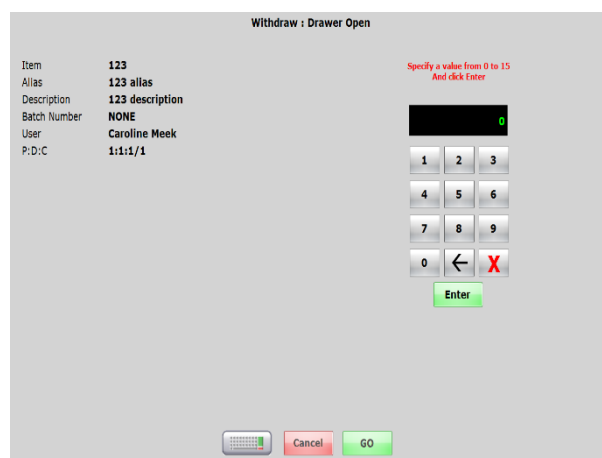 Withdraw : Drawer Open
Item 123
Alias 123 alias
Description 123 description
Batch Number NONE
User Caroline Meek
P:D:C 1:1:1/1
Specify a value from 0 to 15
And click Enter
0
1 2 3
4 5 6
7 8 9
0 ← X
Enter
Cancel GO